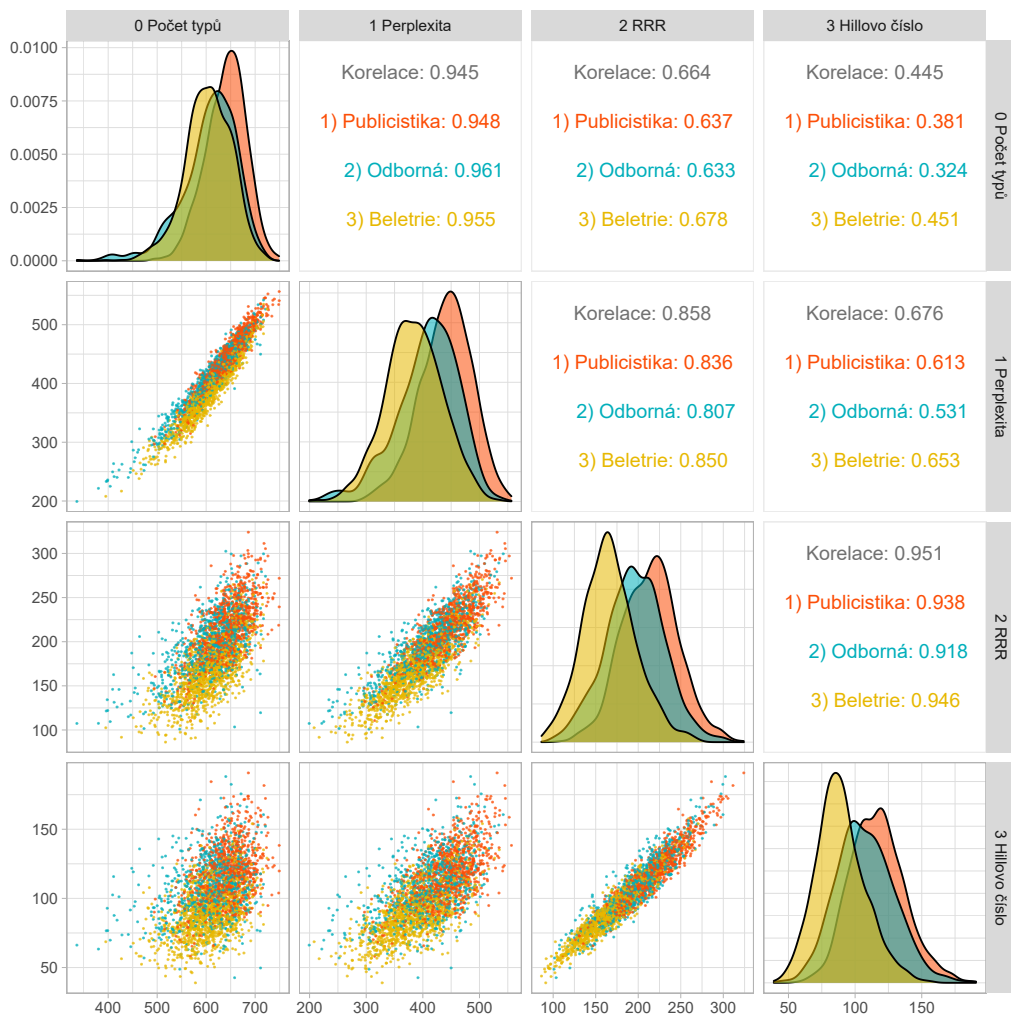 0 Počet typů
1 Perplexita
2 RRR
3 Hillovo číslo
0.0100
0.0075
0.0050
0.0025
0.0000
Korelace: 0.945
1) Publicistika: 0.948
2) Odborná: 0.961
3) Beletrie: 0.955
Korelace: 0.664
1) Publicistika: 0.637
2) Odborná: 0.633
3) Beletrie: 0.678
Korelace: 0.445
1) Publicistika: 0.381
2) Odborná: 0.324
3) Beletrie: 0.451
0 Počet typů
500
400
300
200
Korelace: 0.858
1) Publicistika: 0.836
2) Odborná: 0.807
3) Beletrie: 0.850
Korelace: 0.676
1) Publicistika: 0.613
2) Odborná: 0.531
3) Beletrie: 0.653
1 Perplexita
300
250
200
150
100
Korelace: 0.951
1) Publicistika: 0.938
2) Odborná: 0.918
3) Beletrie: 0.946
2 RRR
150
100
50
3 Hillovo číslo
400 500 600 700
200 300 400 500
100 150 200 250 300
50 100 150